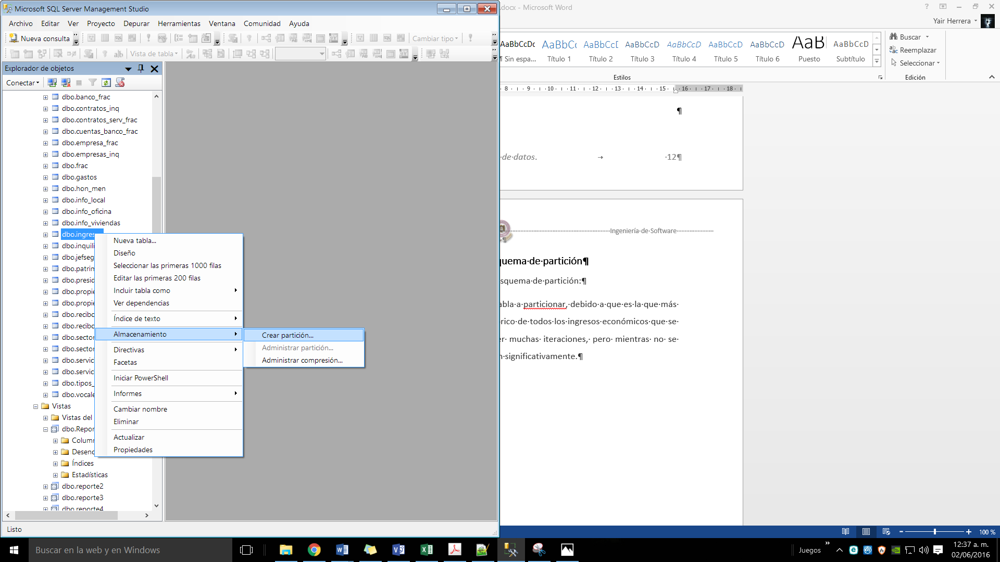 Microsoft SQL Server Management Studio
Archivo Editar Ver Proyecto Depurar Herramientas Ventana Comunidad Ayuda
Nueva consulta
Cambiar tipo
Vista de tabla
Explorador de objetos
Conectar
dbo.banco_frac
dbo.contratos_inq
dbo.contratos_serv_frac
dbo.cuentas_banco_frac
dbo.empresa_frac
dbo.empresas_inq
dbo.frac
dbo.gastos
dbo.hon_men
dbo.info_local
dbo.info_oficina
dbo.info_viviendas
dbo.ingres
dbo.inquili
dbo.jefseg
dbo.patrim
dbo.presid
dbo.propie
dbo.propie
dbo.recibo
dbo.recibo
dbo.sector
dbo.sector
dbo.servic
dbo.servic
dbo.tipos_
dbo.vocale
Vistas
Vistas del
dbo.Repor
Column
Desenc
Índices
Estadísticas
dbo.reporte2
dbo.reporte3
dbo.reporte4
Listo
Nueva tabla...
Diseño
Seleccionar las primeras 1000 filas
Editar las primeras 200 filas
Incluir tabla como
Ver dependencias
Índice de texto
Almacenamiento
Directivas
Facetas
Iniciar PowerShell
Informes
Cambiar nombre
Eliminar
Actualizar
Propiedades
Crear partición...
Administrar partición...
Administrar compresión...
.docx - Microsoft Word
Yair Herrera
AaBbCcDc AaBbCc AaBbCcD AaBbCcD AaBbCcD AaBbCcD AaBbCcD AaB AaBbCcD
¶ Sin espa... Título 1 Título 2 Título 3 Título 4 Título 5 Título 6 Puesto Subtítulo
Estilos
Buscar
Reemplazar
Seleccionar
Edición
8 9 10 11 12 13 14 15 16 17 18
¶
de·datos. → ·12¶
Ingeniería·de·Software
¶
quema·de·partición¶
squema·de·partición:¶
abla·a·particionar,·debido·a·que·es·la·que·más·
rico·de·todos·los·ingresos·económicos·que·se·
er·muchas·iteraciones,·pero·mientras·no·se·
n·significativamente.¶
100 %
Buscar en la web y en Windows
Juegos
12:37 a. m.
02/06/2016